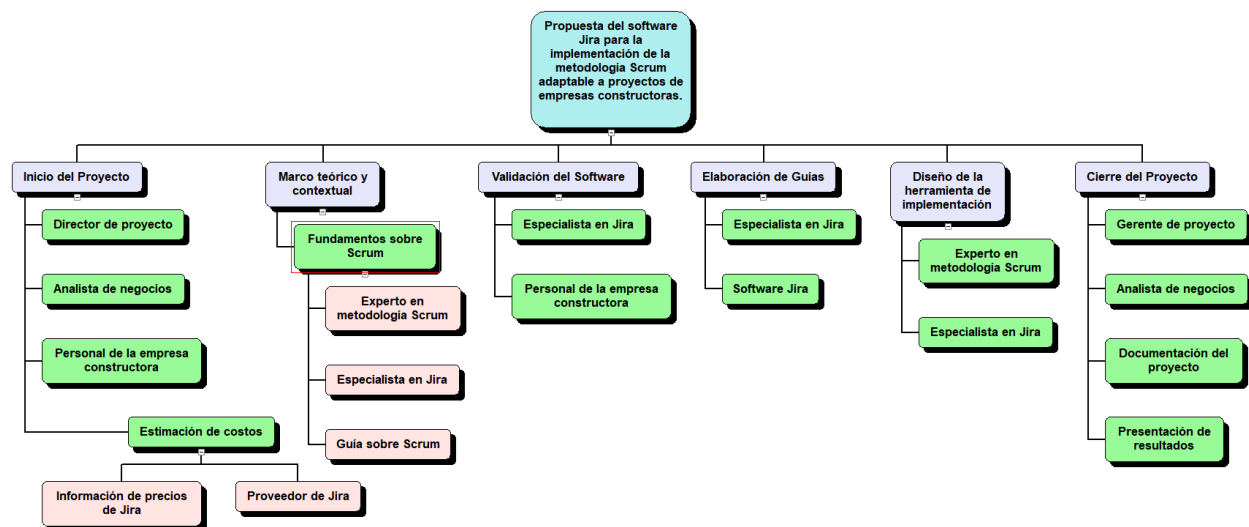 Propuesta del software
Jira para la
implementación de la
metodología Scrum
adaptable a proyectos de
empresas constructoras.
Inicio del Proyecto
Director de proyecto
Analista de negocios
Personal de la empresa
constructora
Estimación de costos
Información de precios
de Jira
Proveedor de Jira
Marco teórico y
contextual
Fundamentos sobre
Scrum
Experto en
metodología Scrum
Especialista en Jira
Guía sobre Scrum
Validación del Software
Especialista en Jira
Personal de la empresa
constructora
Elaboración de Guías
Especialista en Jira
Software Jira
Diseño de la
herramienta de
implementación
Experto en
metodología Scrum
Especialista en Jira
Cierre del Proyecto
Gerente de proyecto
Analista de negocios
Documentación del
proyecto
Presentación de
resultados